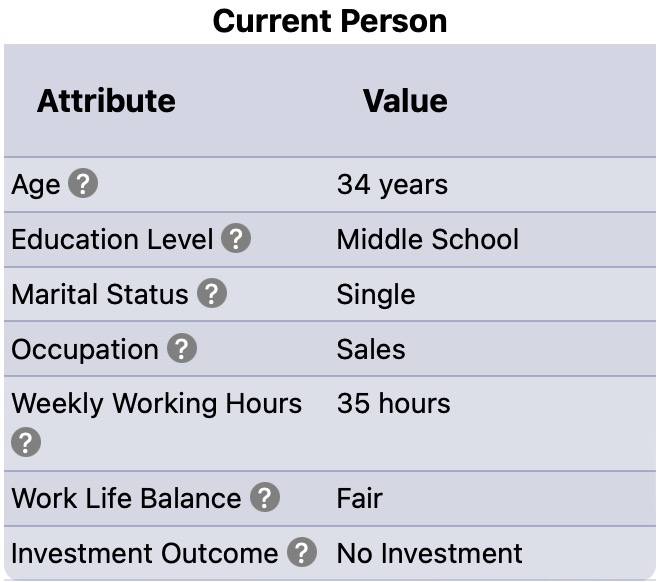 Current Person
Attribute Value
Age ? 34 years
Education Level ? Middle School
Marital Status ? Single
Occupation ? Sales
Weekly Working Hours 35 hours
?
Work Life Balance ? Fair
Investment Outcome ? No Investment